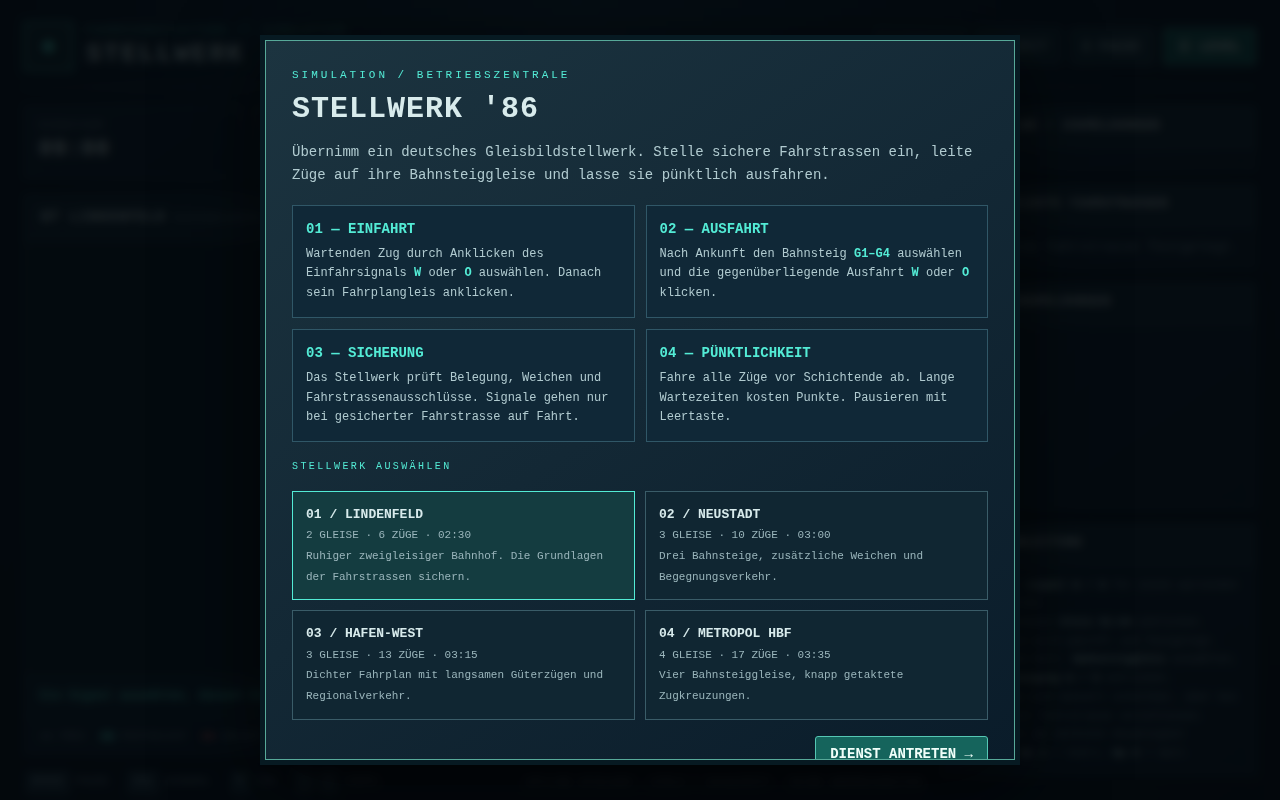 SIMULATION / BETRIEBSZENTRALE
STELLWERK '86
Übernimm ein deutsches Gleisbildstellwerk. Stelle sichere Fahrstrassen ein, leite
Züge auf ihre Bahnsteiggleise und lasse sie pünktlich ausfahren.
01 — EINFAHRT
Wartenden Zug durch Anklicken des
Einfahrsignals W oder O auswählen. Danach
sein Fahrplangleis anklicken.
02 — AUSFAHRT
Nach Ankunft den Bahnsteig G1–G4 auswählen
und die gegenüberliegende Ausfahrt W oder O
klicken.
03 — SICHERUNG
Das Stellwerk prüft Belegung, Weichen und
Fahrstrassenausschlüsse. Signale gehen nur
bei gesicherter Fahrstrasse auf Fahrt.
04 — PÜNKTLICHKEIT
Fahre alle Züge vor Schichtende ab. Lange
Wartezeiten kosten Punkte. Pausieren mit
Leertaste.
STELLWERK AUSWÄHLEN
01 / LINDENFELD
2 GLEISE · 6 ZÜGE · 02:30
Ruhiger zweigleisiger Bahnhof. Die Grundlagen
der Fahrstrassen sichern.
02 / NEUSTADT
3 GLEISE · 10 ZÜGE · 03:00
Drei Bahnsteige, zusätzliche Weichen und
Begegnungsverkehr.
03 / HAFEN-WEST
3 GLEISE · 13 ZÜGE · 03:15
Dichter Fahrplan mit langsamen Güterzügen und
Regionalverkehr.
04 / METROPOL HBF
4 GLEISE · 17 ZÜGE · 03:35
Vier Bahnsteiggleise, knapp getaktete
Zugkreuzungen.
DIENST ANTRETEN →